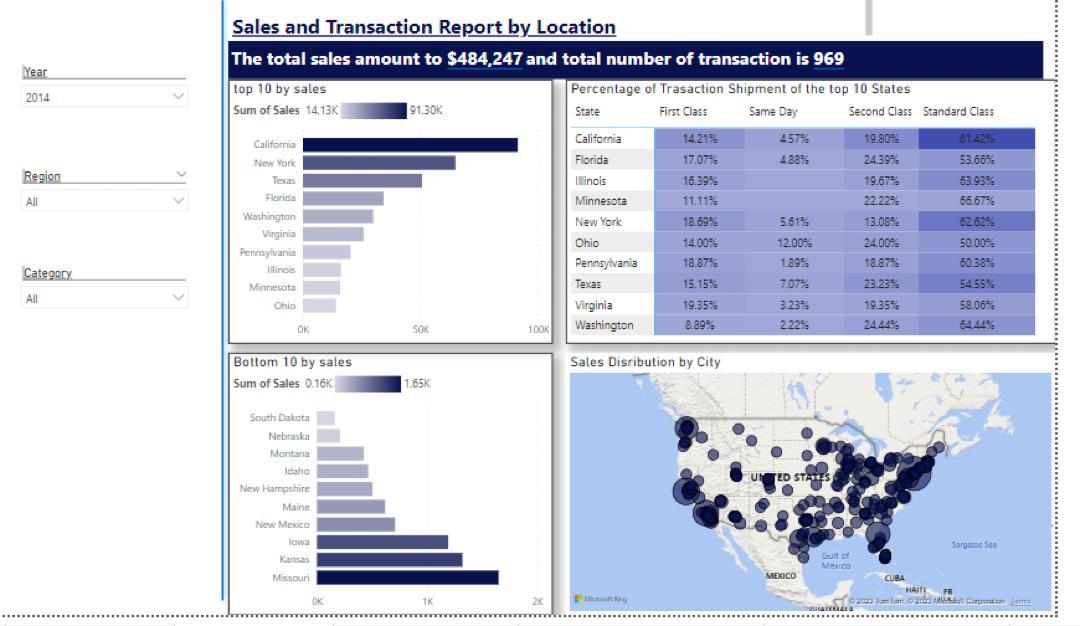 Sales and Transaction Report by Location
The total sales amount to $484,247 and total number of transaction is 969
Year
2014
Region
All
Category
All
top 10 by sales
Sum of Sales 14.13K 91.30K
California
New York
Texas
Florida
Washington
Virginia
Pennsylvania
Illinois
Minnesota
Ohio
0K 50K 100K
Percentage of Trasaction Shipment of the top 10 States
State First Class Same Day Second Class Standard Class
California 14.21% 4.57% 19.80% 61.42%
Florida 17.07% 4.88% 24.39% 53.66%
Illinois 16.39% 19.67% 63.93%
Minnesota 11.11% 22.22% 66.67%
New York 18.69% 5.61% 13.08% 62.62%
Ohio 14.00% 12.00% 24.00% 50.00%
Pennsylvania 18.87% 1.89% 18.87% 60.38%
Texas 15.15% 7.07% 23.23% 54.55%
Virginia 19.35% 3.23% 19.35% 58.06%
Washington 8.89% 2.22% 24.44% 64.44%
Bottom 10 by sales
Sum of Sales 0.16K 1.65K
South Dakota
Nebraska
Montana
Idaho
New Hampshire
Maine
New Mexico
Iowa
Kansas
Missouri
0K 1K 2K
Sales Disribution by City
UNITED STATES
Gulf of
Mexico
Sargasso Sea
MEXICO
CUBA
HAITI
PR
GUATEMALA
Microsoft Bing
© 2023 TomTom, © 2023 Microsoft Corporation Terms